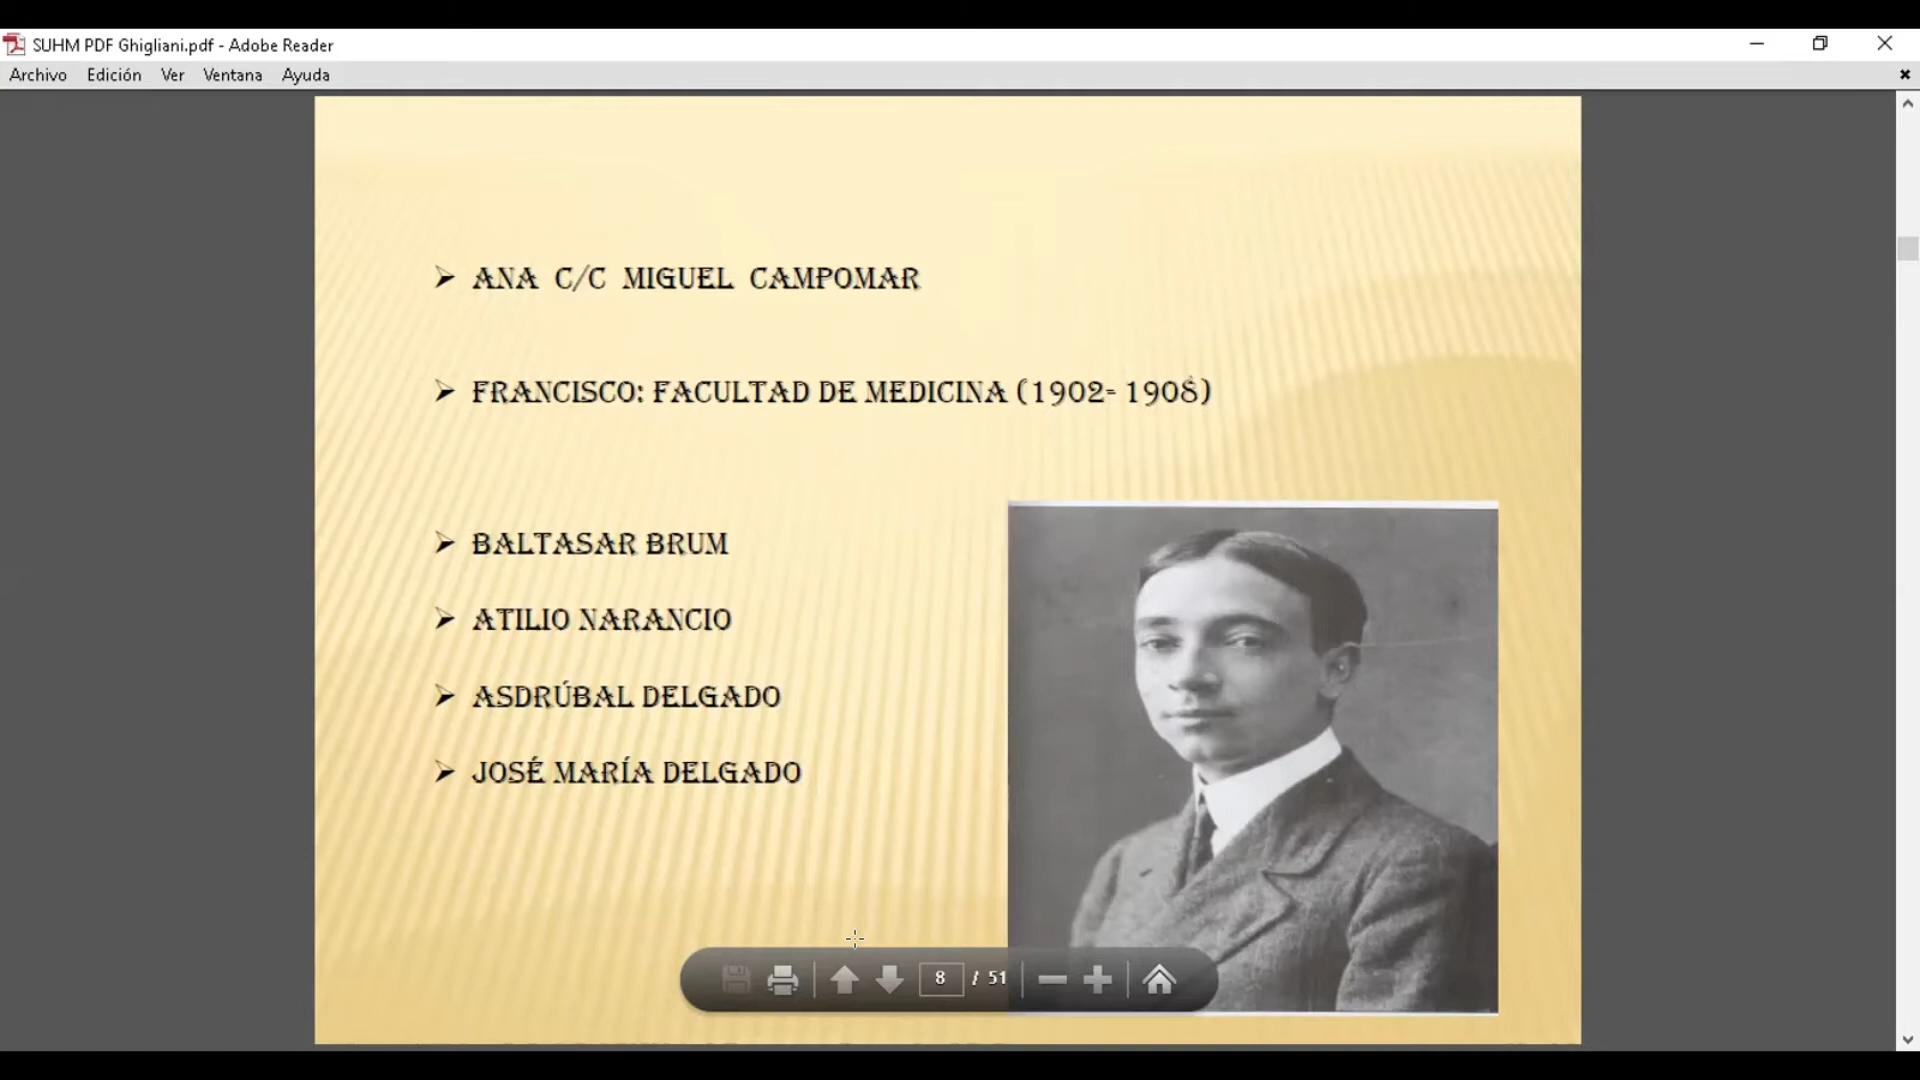 SUHM PDF Ghigliani.pdf - Adobe Reader
Archivo Edición Ver Ventana Ayuda
ANA C/C MIGUEL CAMPOMAR
FRANCISCO: FACULTAD DE MEDICINA (1902- 1908)
BALTASAR BRUM
ATILIO NARANCIO
ASDRÚBAL DELGADO
JOSÉ MARÍA DELGADO
8 / 51